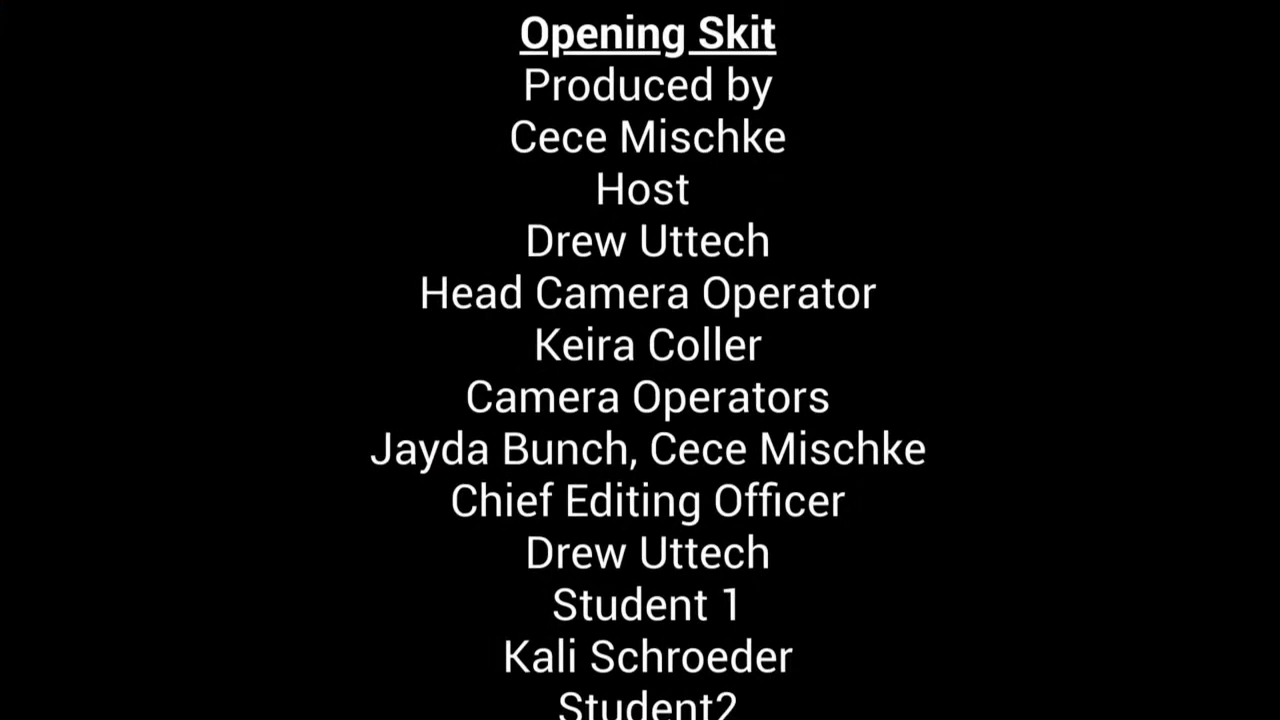 Opening Skit
Produced by
Cece Mischke
Host
Drew Uttech
Head Camera Operator
Keira Coller
Camera Operators
Jayda Bunch, Cece Mischke
Chief Editing Officer
Drew Uttech
Student 1
Kali Schroeder
Student2